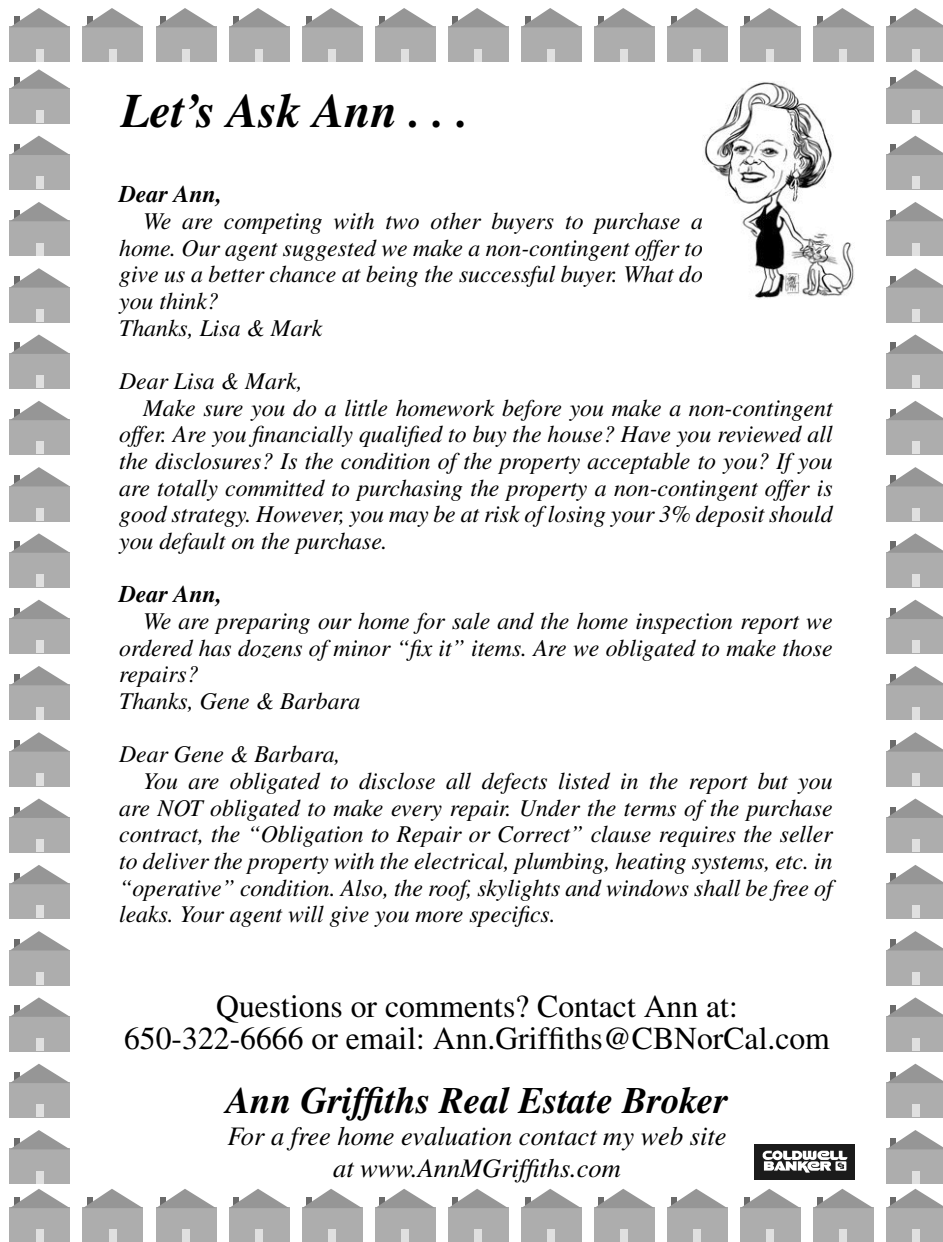 Let’s Ask Ann . . .
Dear Ann,
We are competing with two other buyers to purchase a
home. Our agent suggested we make a non-contingent offer to
give us a better chance at being the successful buyer. What do
you think?
Thanks, Lisa & Mark
Dear Lisa & Mark,
Make sure you do a little homework before you make a non-contingent
offer. Are you financially qualified to buy the house? Have you reviewed all
the disclosures? Is the condition of the property acceptable to you? If you
are totally committed to purchasing the property a non-contingent offer is
good strategy. However, you may be at risk of losing your 3% deposit should
you default on the purchase.
Dear Ann,
We are preparing our home for sale and the home inspection report we
ordered has dozens of minor “fix it” items. Are we obligated to make those
repairs?
Thanks, Gene & Barbara
Dear Gene & Barbara,
You are obligated to disclose all defects listed in the report but you
are NOT obligated to make every repair. Under the terms of the purchase
contract, the “Obligation to Repair or Correct” clause requires the seller
to deliver the property with the electrical, plumbing, heating systems, etc. in
“operative” condition. Also, the roof, skylights and windows shall be free of
leaks. Your agent will give you more specifics.
Questions or comments? Contact Ann at:
650-322-6666 or email: Ann.Griffiths@CBNorCal.com
Ann Griffiths Real Estate Broker
For a free home evaluation contact my web site
at www.AnnMGriffiths.com
COLDWELL
BANKER